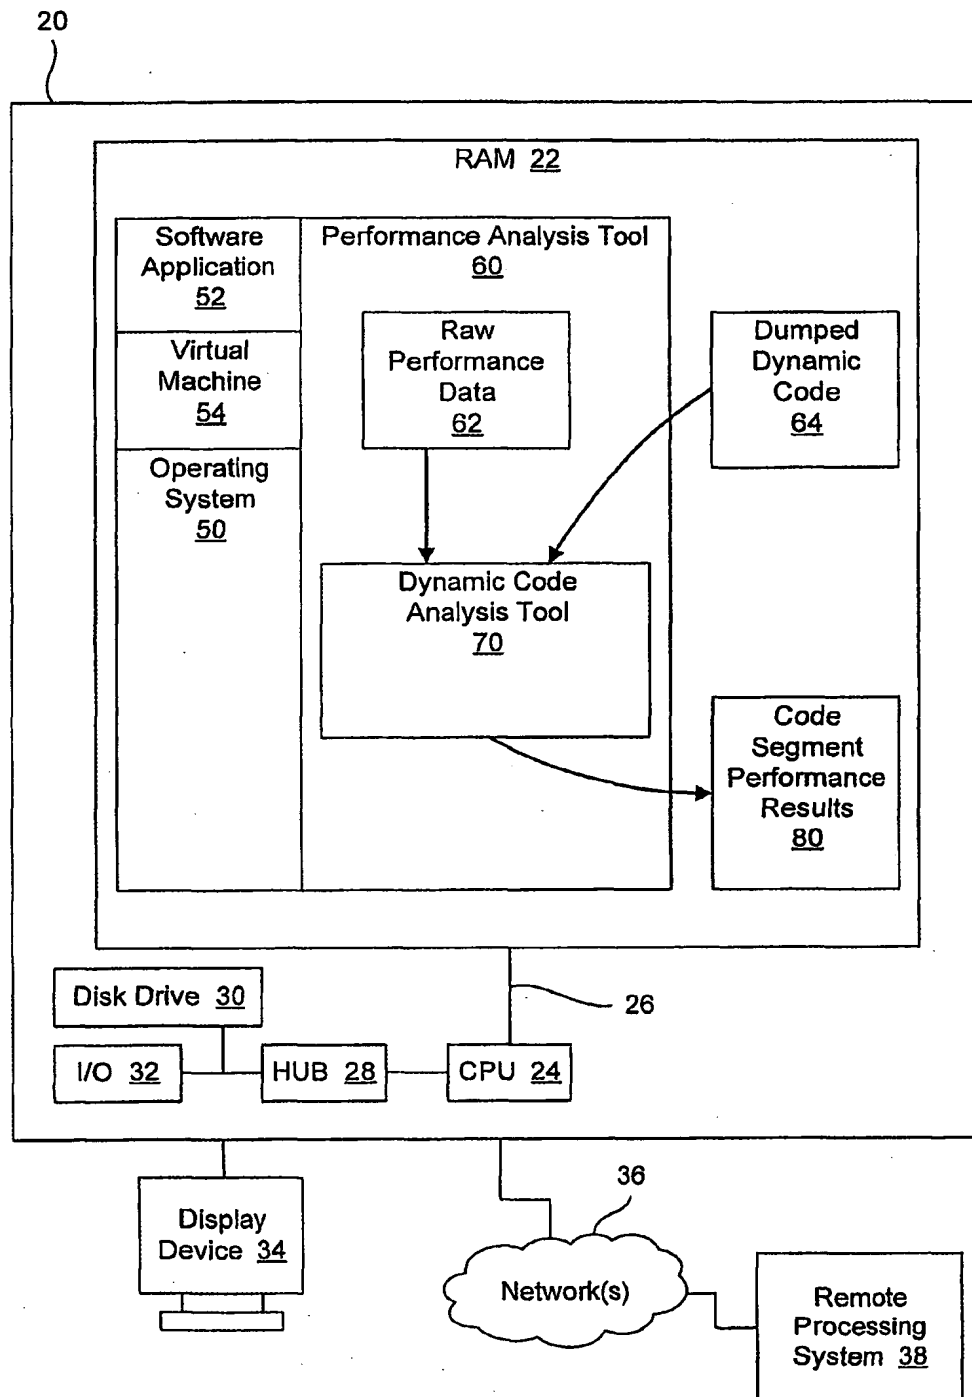 20
RAM 22
Software
Application
52
Performance Analysis Tool
60
Raw
Performance
Data
62
Dumped
Dynamic
Code
64
Virtual
Machine
54
Operating
System
50
Dynamic Code
Analysis Tool
70
Code
Segment
Performance
Results
80
Disk Drive 30
26
I/O 32
HUB 28
CPU 24
36
Display
Device 34
Network(s)
Remote
Processing
System 38